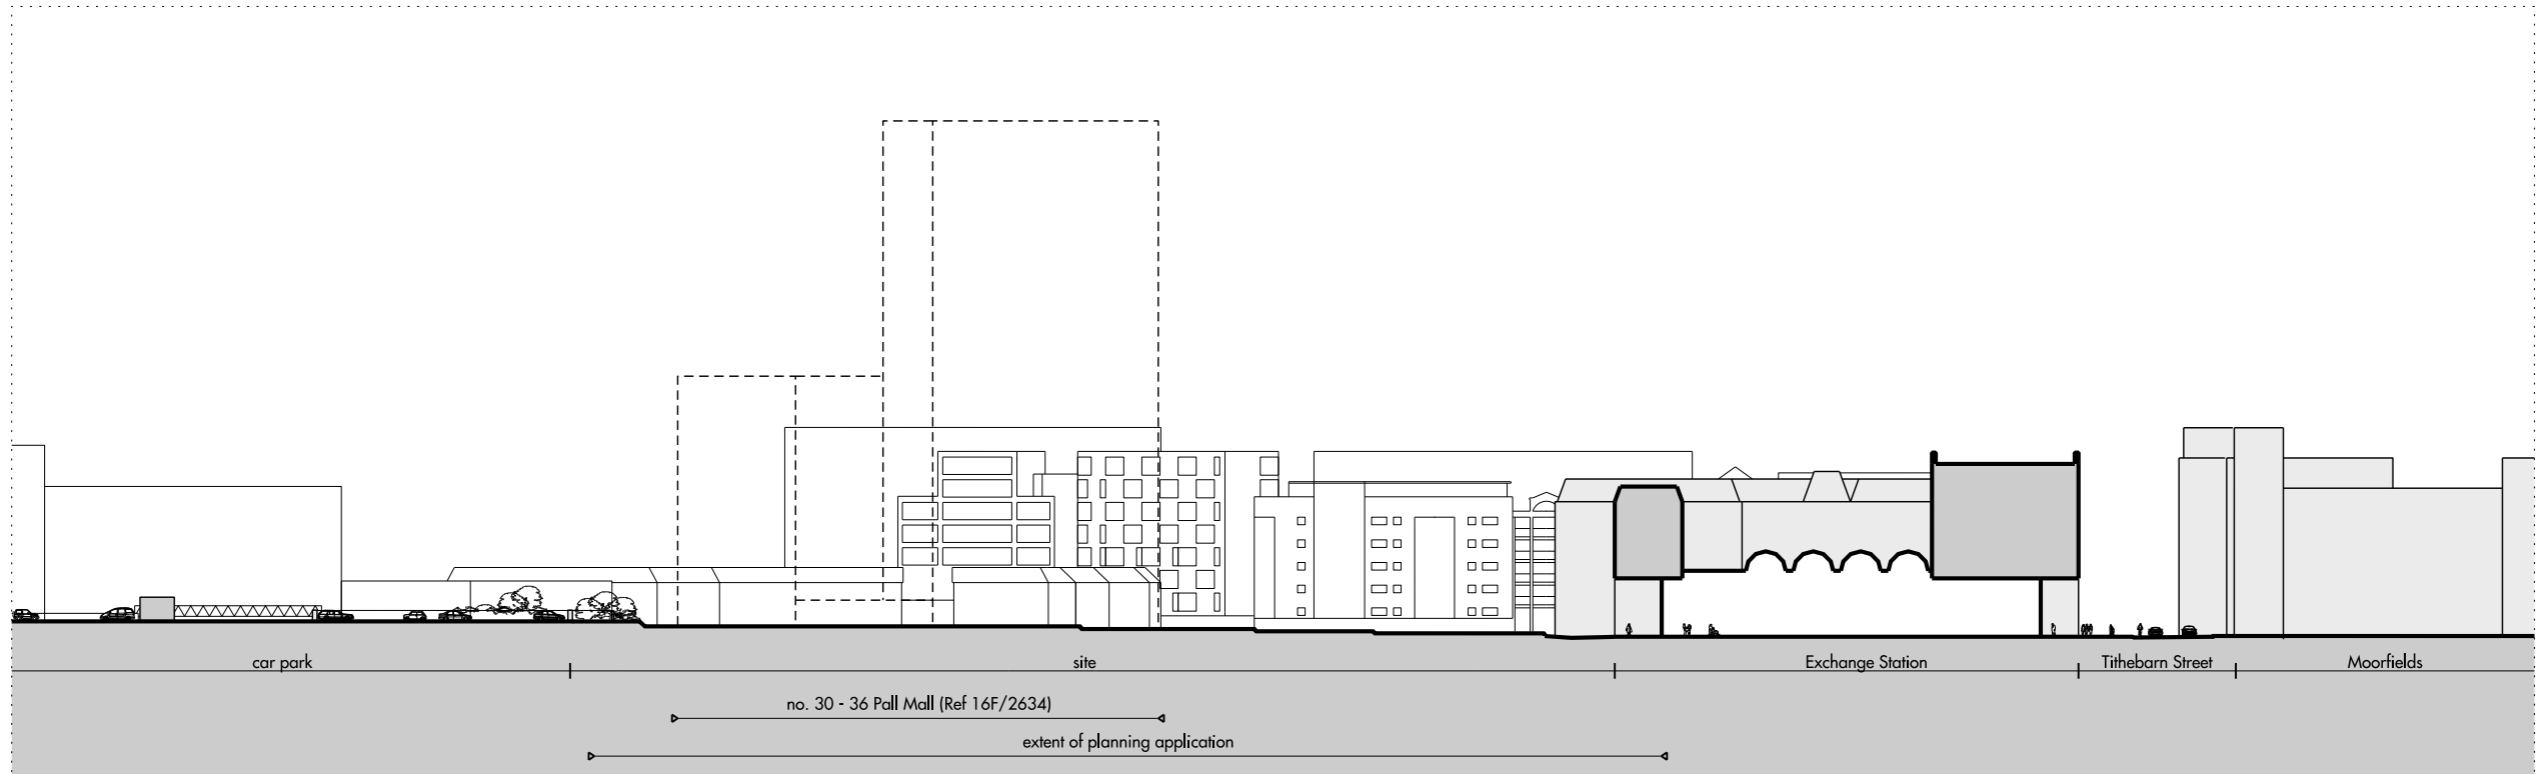 car park
site
Exchange Station
Tithebarn Street
Moorfields
no. 30 - 36 Pall Mall (Ref 16F/2634)
extent of planning application